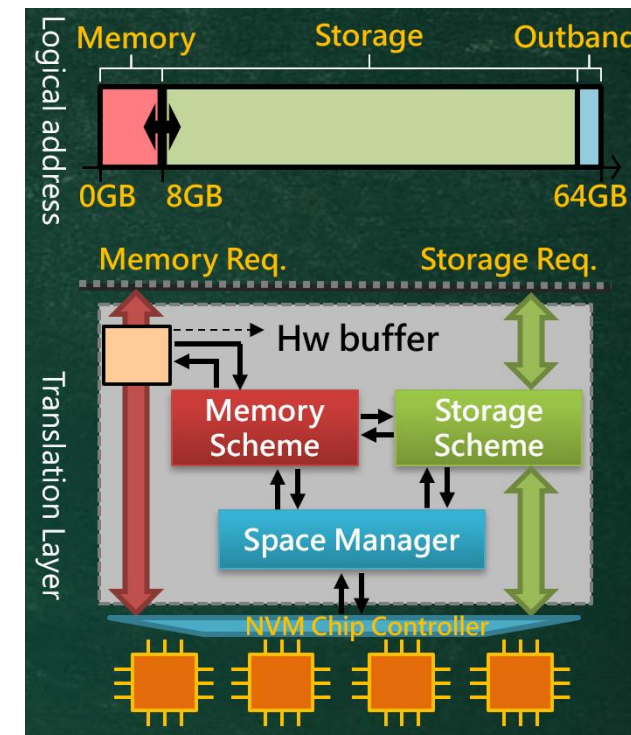 Logical address
Memory
Storage
Outband
0GB
8GB
64GB
Memory Req.
Storage Req.
Translation Layer
Hw buffer
Memory
Scheme
Storage
Scheme
Space Manager
NVM Chip Controller